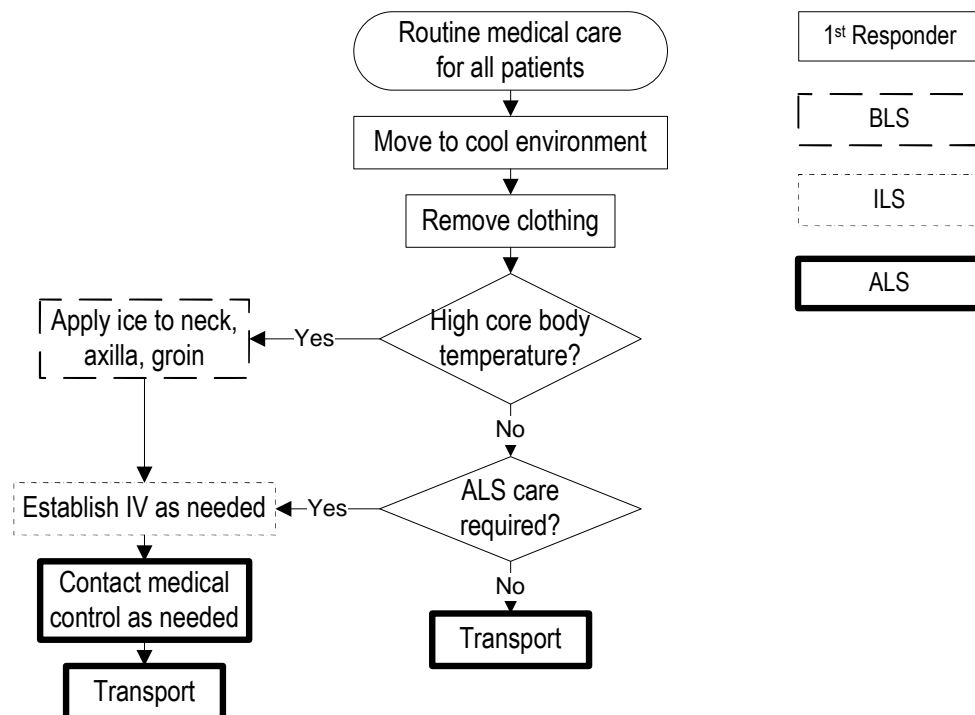 Routine medical care
for all patients
1st Responder
Move to cool environment
BLS
Remove clothing
ILS
ALS
High core body
temperature?
Yes
Apply ice to neck,
axilla, groin
No
ALS care
required?
Yes
Establish IV as needed
No
Contact medical
control as needed
Transport
Transport